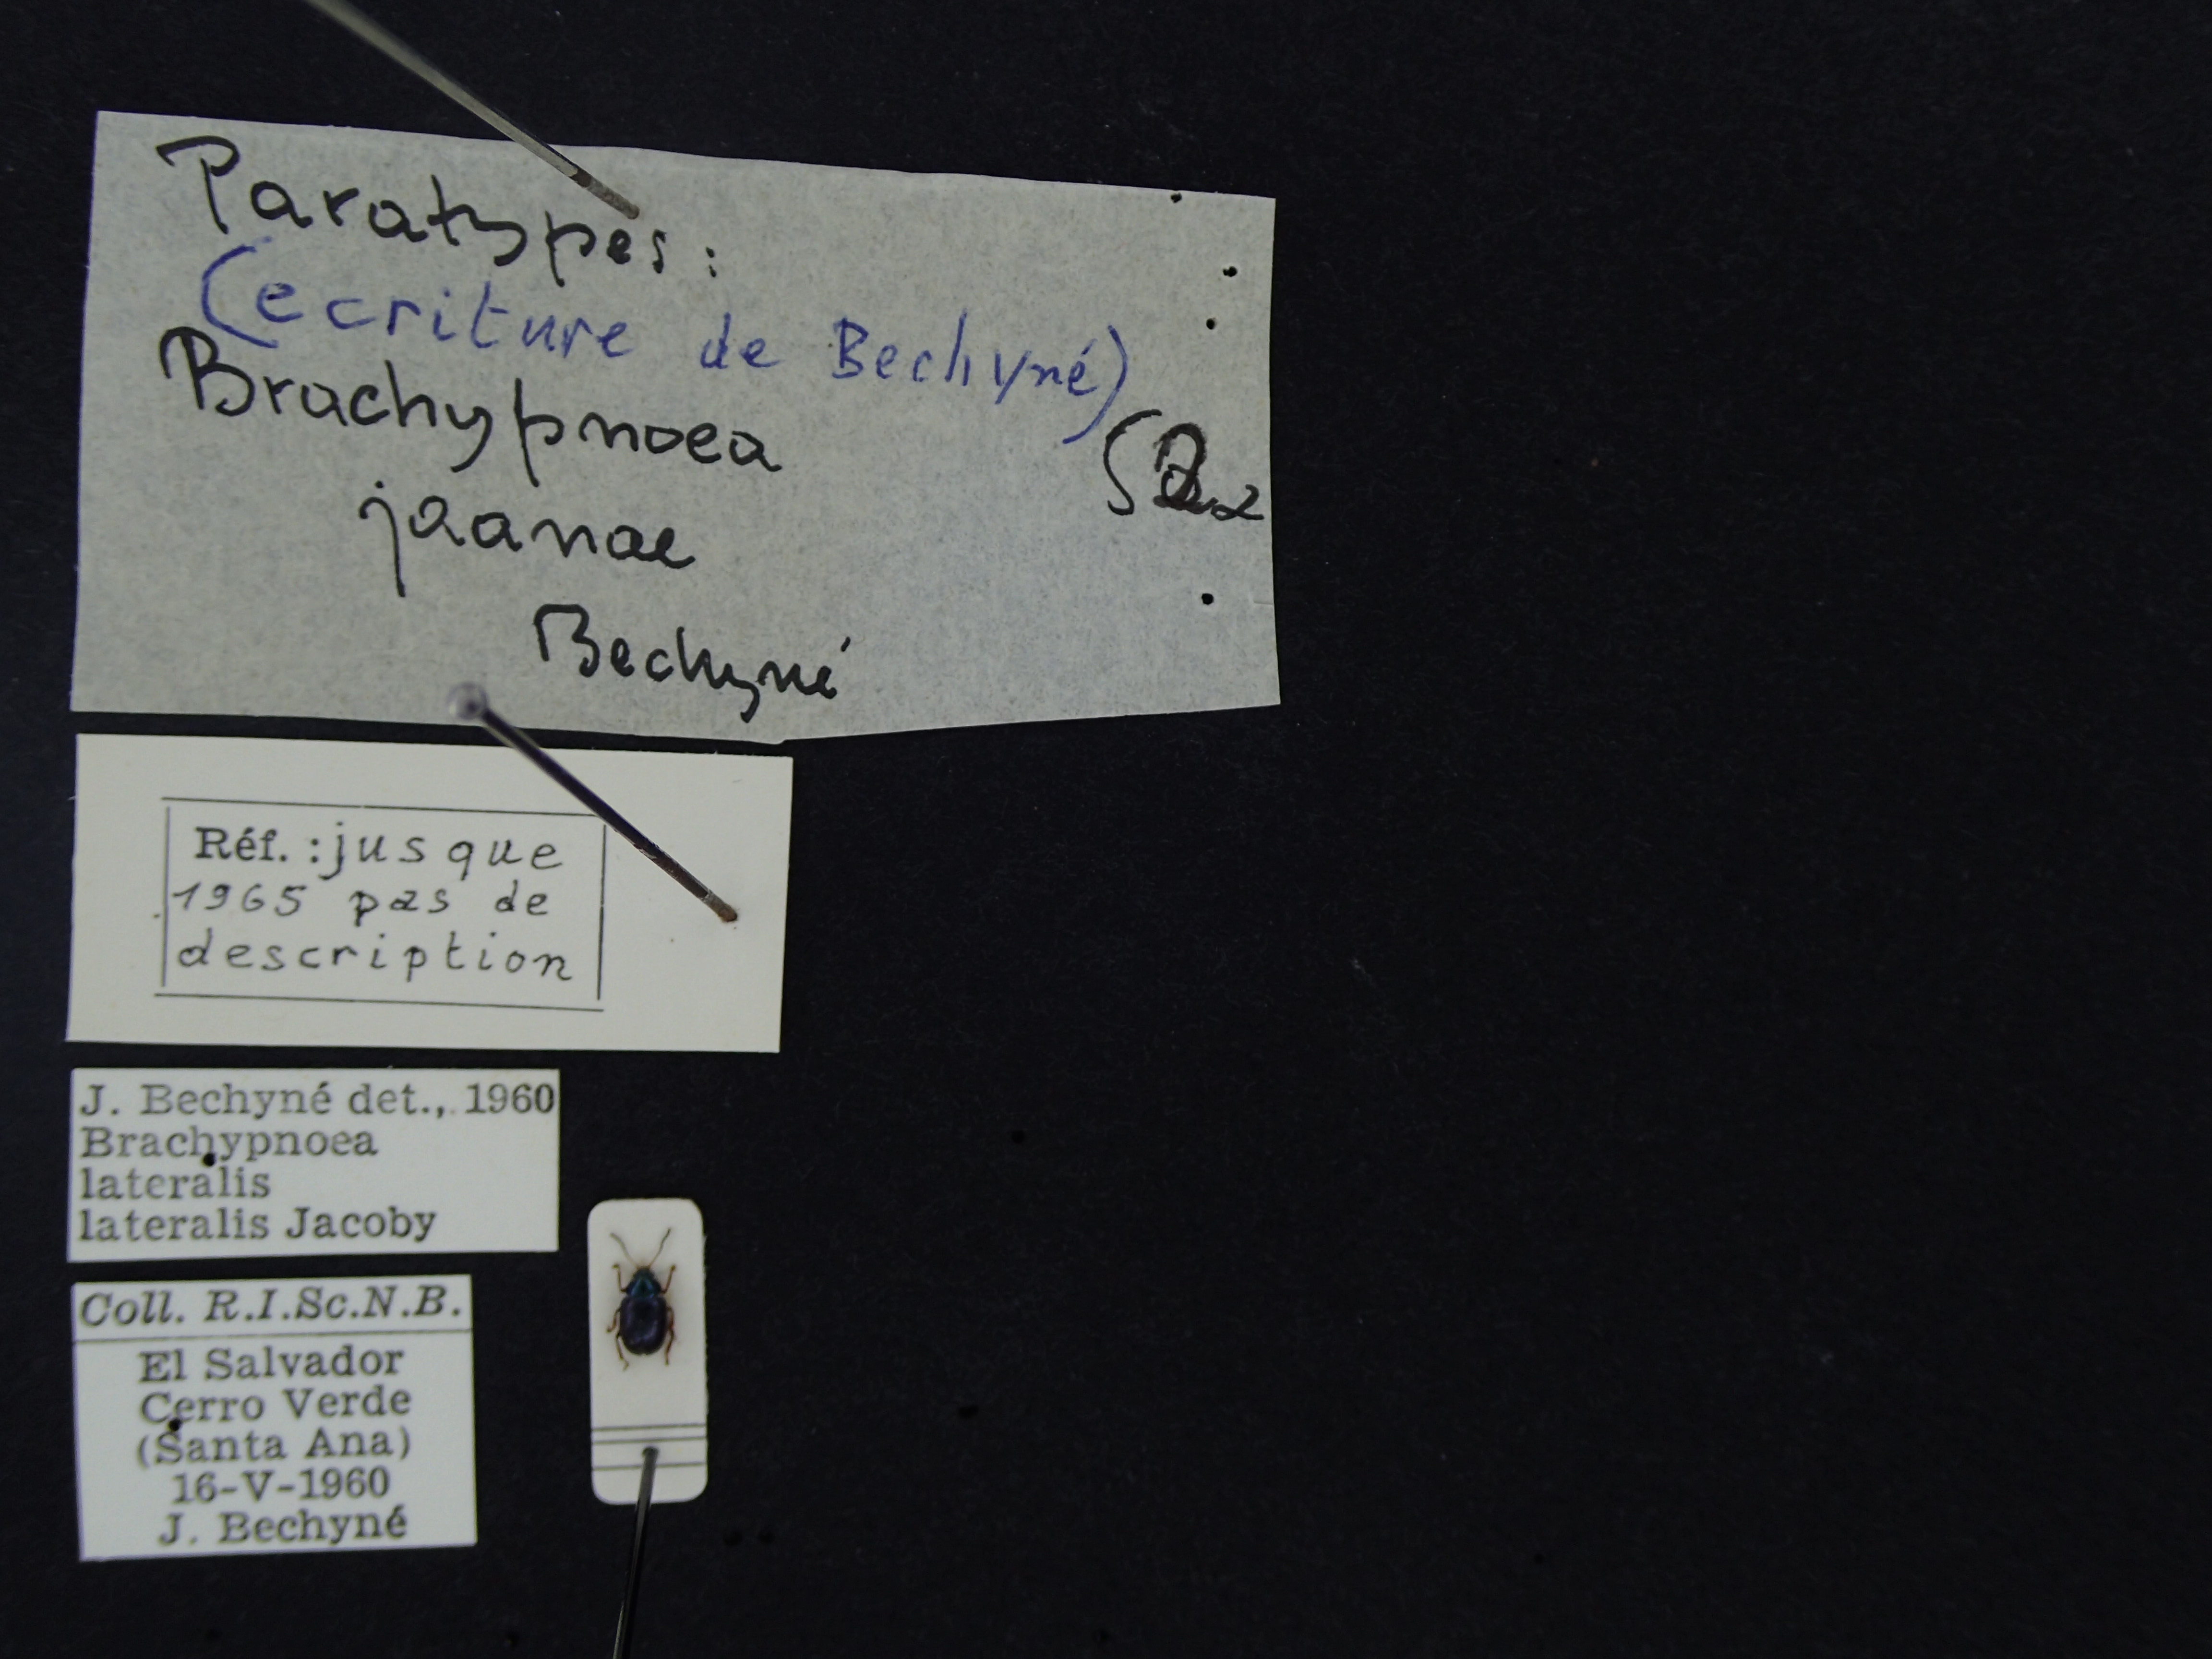 Paratypes:
(ecriture de Bechyné)
Brachypnoea
jaanae
Bechyné
Réf. : jusque
1965 pas de
description
J. Bechyné det., 1960
Brachypnoea
lateralis
lateralis Jacoby
Coll. R.I.Sc.N.B.
El Salvador
Cerro Verde
(Santa Ana)
16-V-1960
J. Bechyné